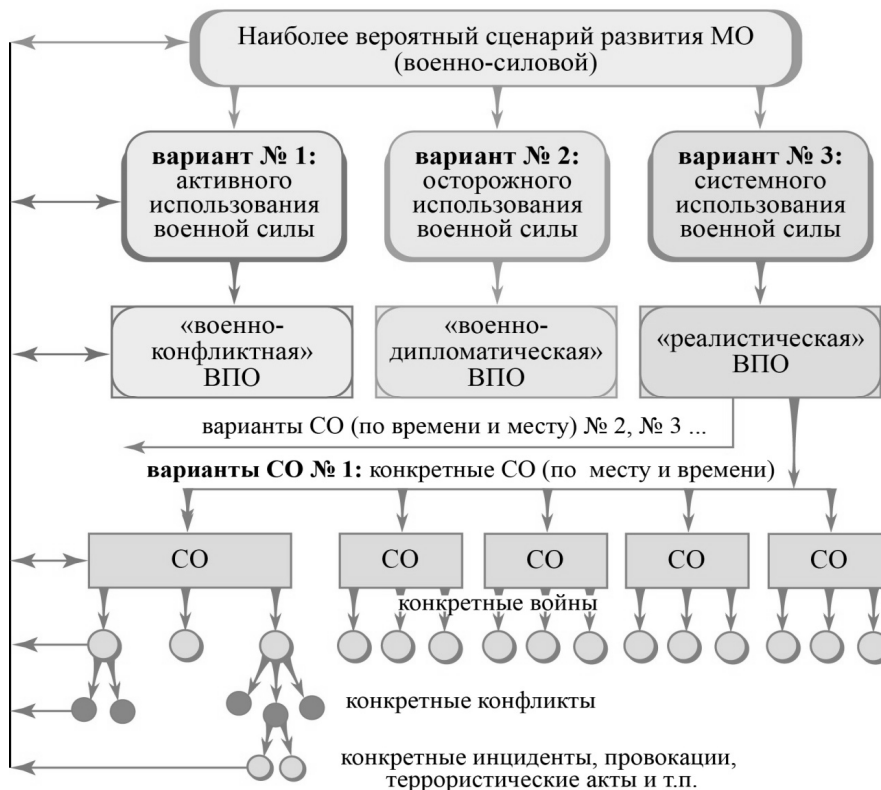 Наиболее вероятный сценарий развития МО
(военно-силовой)
вариант № 1:
активного
использования
военной силы
вариант № 2:
осторожного
использования
военной силы
вариант № 3:
системного
использования
военной силы
«военно-
конфликтная»
ВПО
«военно-
дипломатическая»
ВПО
«реалистическая»
ВПО
варианты СО (по времени и месту) № 2, № 3 ...
варианты СО № 1: конкретные СО (по месту и времени)
СО
СО
СО
СО
СО
конкретные войны
конкретные конфликты
конкретные инциденты, провокации,
террористические акты и т.п.